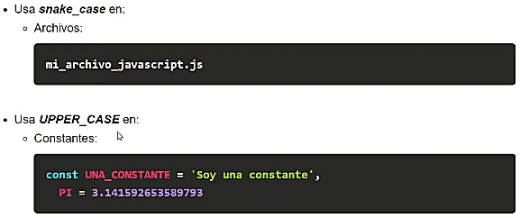 Usa snake_case en:
Archivos:
mi_archivo_javascript.js
Usa UPPER_CASE en:
Constantes:
const UNA_CONSTANTE = 'Soy una constante',
PI = 3.141592653589793